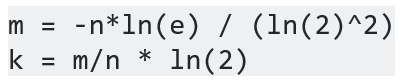 m = -n*ln(e) / (ln(2)^2)
k = m/n * ln(2)